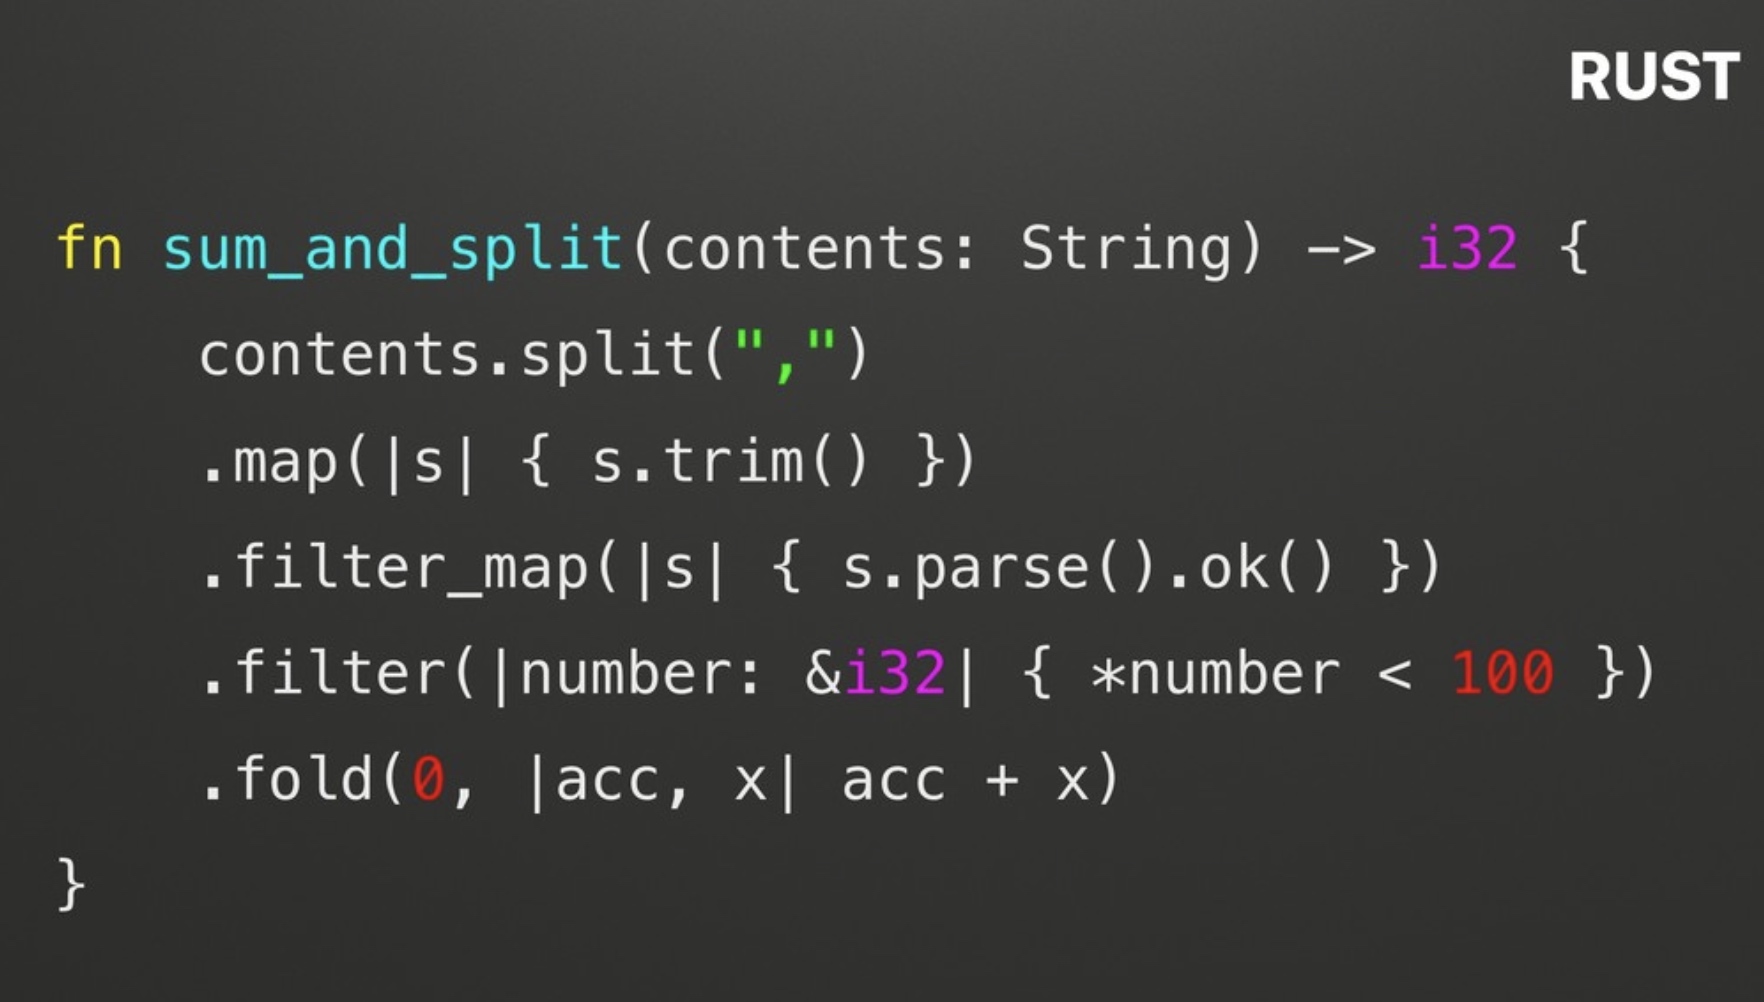 RUST
fn sum_and_split(contents: String) -> i32 {
    contents.split(",")
    .map(|s| { s.trim() })
    .filter_map(|s| { s.parse().ok() })
    .filter(|number: &i32| { *number < 100 })
    .fold(0, |acc, x| acc + x)
}